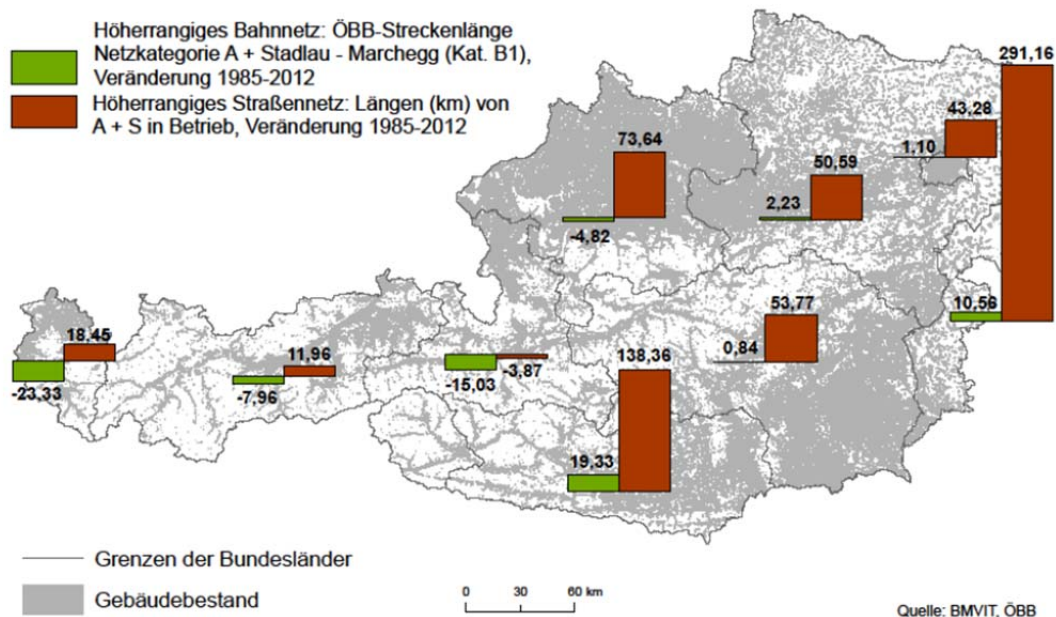 Höherrangiges Bahnnetz: ÖBB-Streckenlänge
Netzkategorie A + Stadlau - Marchegg (Kat. B1),
Veränderung 1985-2012
Höherrangiges Straßennetz: Längen (km) von
A + S in Betrieb, Veränderung 1985-2012
291,16
43,28
1,10
73,64
50,59
2,23
-4,82
10,56
53,77
0,84
18,45
-23,33
11,96
-7,96
-15,03
-3,87
138,36
19,33
Grenzen der Bundesländer
Gebäudebestand
0 30 60 km
Quelle: BMVIT, ÖBB